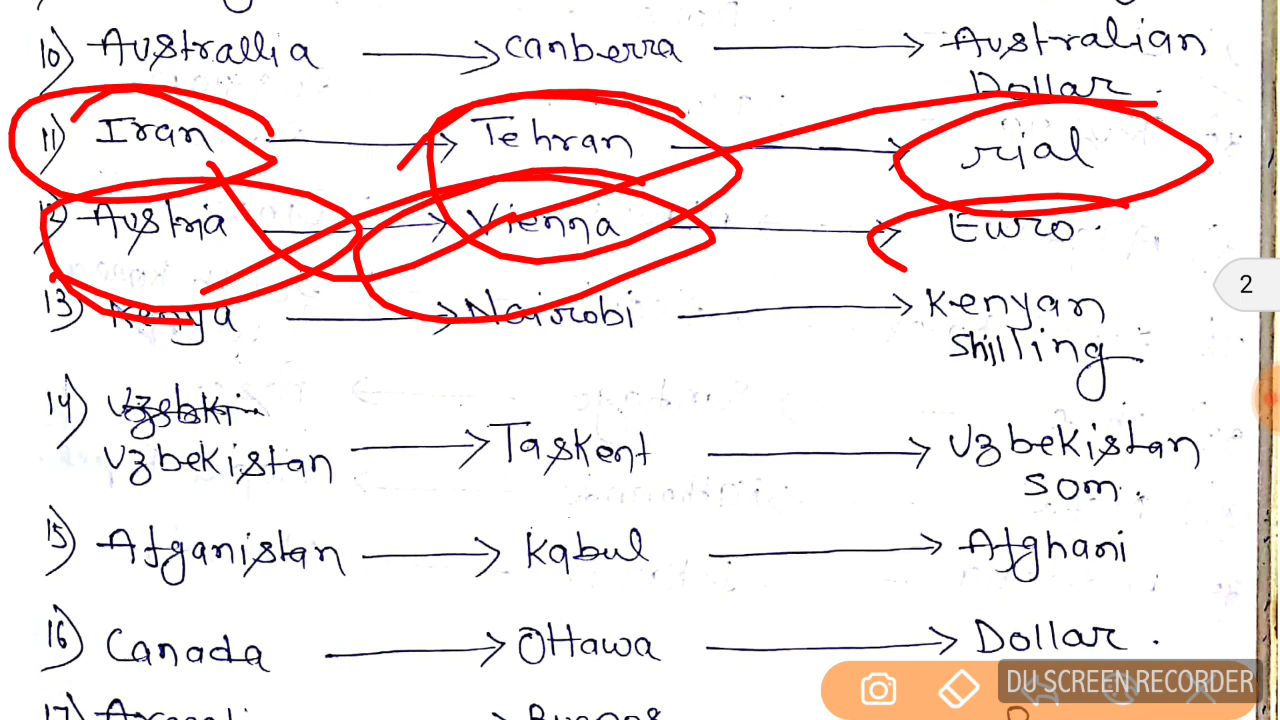 10) Australlia → Canberra → Australian
Dollar.
11) Iran → Tehran → rial
12) Austria → Vienna → Euro.
13) Kenya → Nairobi → Kenyan
Shilling
2
14)
Uzbekistan → Taskent → Uzbekistan
Som.
15) Afganistan → Kabul → Afghani
16) Canada → Ottawa → Dollar.
DU SCREEN RECORDER
17)